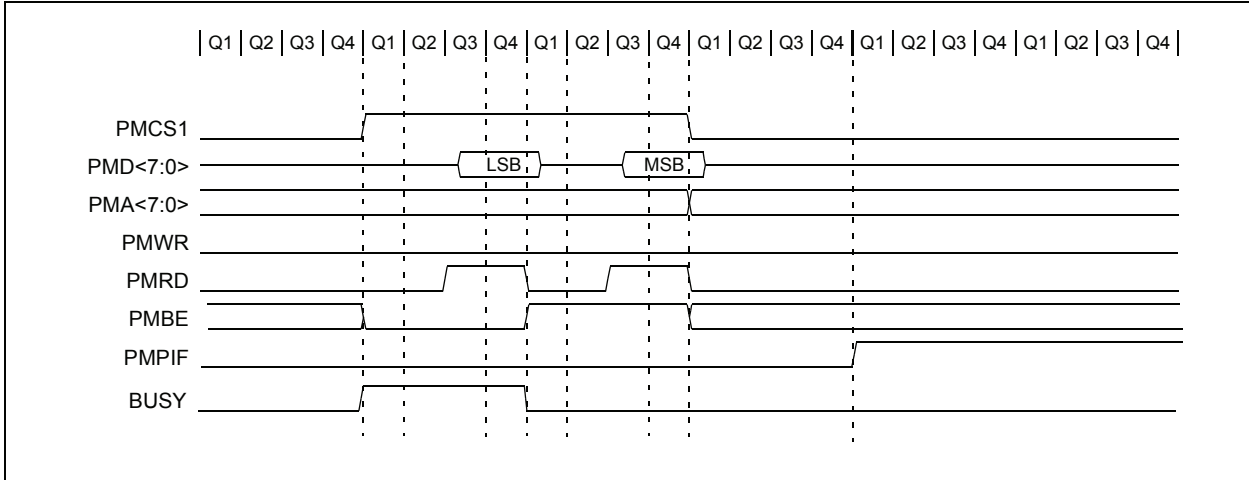 Q1 Q2 Q3 Q4 Q1 Q2 Q3 Q4 Q1 Q2 Q3 Q4 Q1 Q2 Q3 Q4 Q1 Q2 Q3 Q4 Q1 Q2 Q3 Q4
PMCS1
PMD<7:0> LSB MSB
PMA<7:0>
PMWR
PMRD
PMBE
PMPIF
BUSY